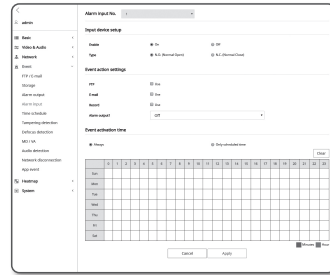 admin
Basic
Video & Audio
Network
Event
FTP / E-mail
Storage
Alarm output
Alarm input
Time schedule
Tampering detection
Defocus detection
MD / VA
Audio detection
Network disconnection
App event
Heatmap
System
Alarm Input No.
Input device setup
Enable On Off
Type N.O. (Normal Open) N.C. (Normal Close)
Event action settings
FTP Use
E-mail Use
Record Use
Alarm output1 Off
Event activation time
Always Only scheduled time
Clear
0 1 2 3 4 5 6 7 8 9 10 11 12 13 14 15 16 17 18 19 20 21 22 23
Sun
Mon
Tue
Wed
Thu
Fri
Sat
Minutes Hour
Cancel Apply